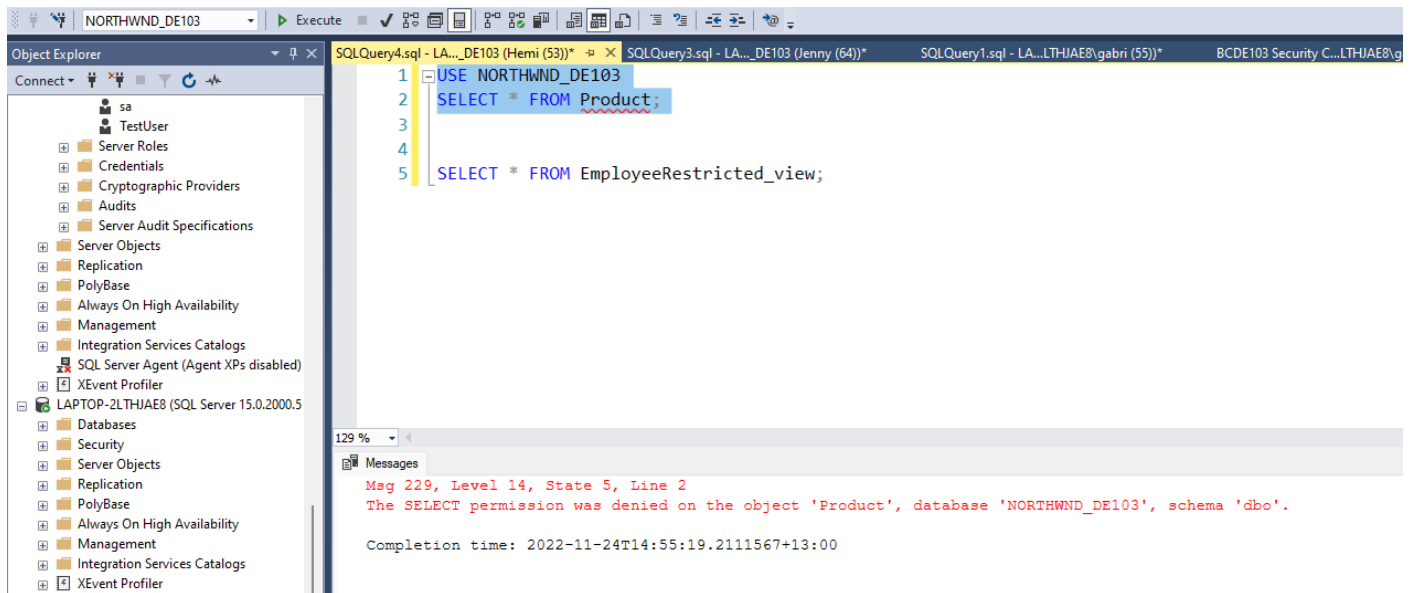 NORTHWND_DE103 Execute
Object Explorer
Connect
sa
TestUser
Server Roles
Credentials
Cryptographic Providers
Audits
Server Audit Specifications
Server Objects
Replication
PolyBase
Always On High Availability
Management
Integration Services Catalogs
SQL Server Agent (Agent XPs disabled)
XEvent Profiler
LAPTOP-2LTHJAE8 (SQL Server 15.0.2000.5
Databases
Security
Server Objects
Replication
PolyBase
Always On High Availability
Management
Integration Services Catalogs
XEvent Profiler
SQLQuery4.sql - LA..._DE103 (Hemi (53))* SQLQuery3.sql - LA..._DE103 (Jenny (64))* SQLQuery1.sql - LA...LTHJAE8\gabri (55))* BCDE103 Security C...LTHJAE8\g
1 USE NORTHWND_DE103
2 SELECT * FROM Product;
3
4
5 SELECT * FROM EmployeeRestricted_view;
129 %
Messages
Msg 229, Level 14, State 5, Line 2
The SELECT permission was denied on the object 'Product', database 'NORTHWND_DE103', schema 'dbo'.
Completion time: 2022-11-24T14:55:19.2111567+13:00